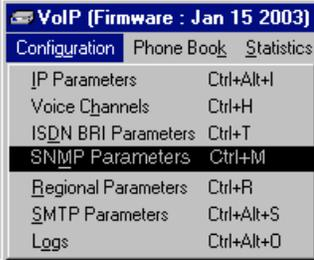 VoIP (Firmware : Jan 15 2003)
Configuration Phone Book Statistics
IP Parameters Ctrl+Alt+I
Voice Channels Ctrl+H
ISDN BRI Parameters Ctrl+T
SNMP Parameters Ctrl+M
Regional Parameters Ctrl+R
SMTP Parameters Ctrl+Alt+S
Logs Ctrl+Alt+O